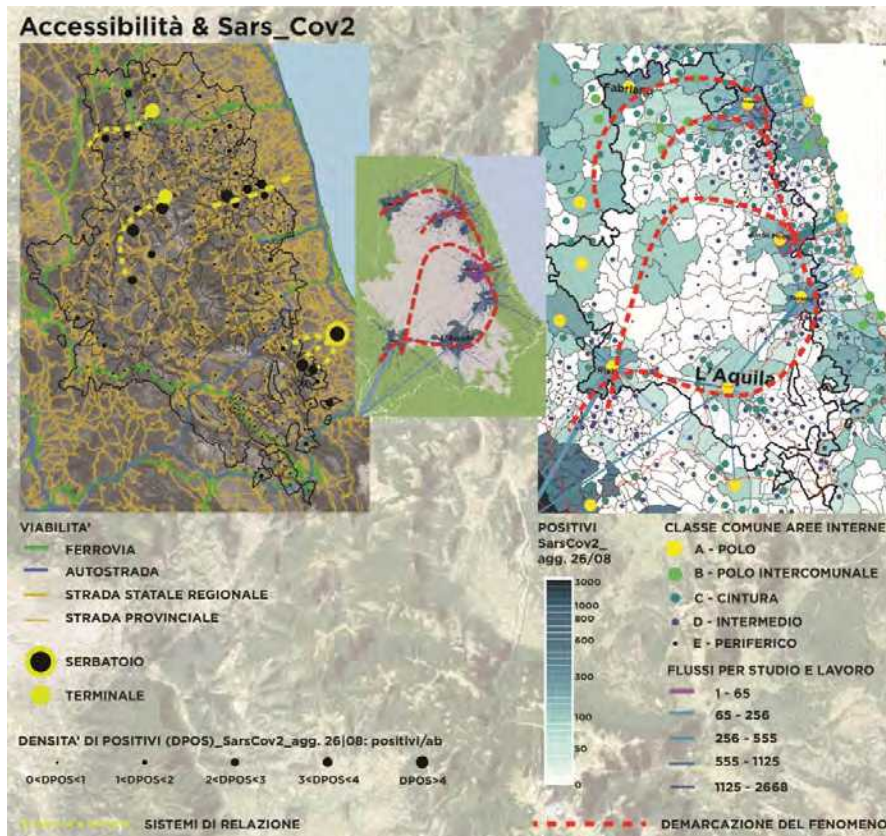 Accessibilità & Sars_Cov2
Fabriano
L'Aquila
VIABILITA'
FERROVIA
AUTOSTRADA
STRADA STATALE REGIONALE
STRADA PROVINCIALE
SERBATOIO
TERMINALE
DENSITA' DI POSITIVI (DPOS)_SarsCov2_agg. 26|08: positivi/ab
0<DPOS<1
1<DPOS<2
2<DPOS<3
3<DPOS<4
DPOS>4
SISTEMI DI RELAZIONE
POSITIVI
SarsCov2_
agg. 26/08
3000
1000
800
600
300
100
50
0
CLASSE COMUNE AREE INTERNE
A - POLO
B - POLO INTERCOMUNALE
C - CINTURA
D - INTERMEDIO
E - PERIFERICO
FLUSSI PER STUDIO E LAVORO
1 - 65
65 - 256
256 - 555
555 - 1125
1125 - 2668
DEMARCAZIONE DEL FENOMENO